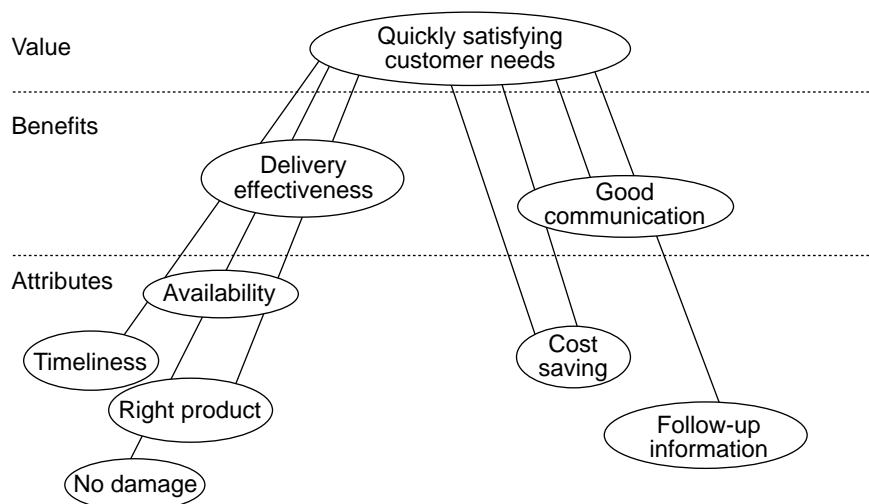 Value
Quickly satisfying
customer needs
Benefits
Delivery
effectiveness
Good
communication
Attributes
Availability
Timeliness
Cost
saving
Right product
Follow-up
information
No damage